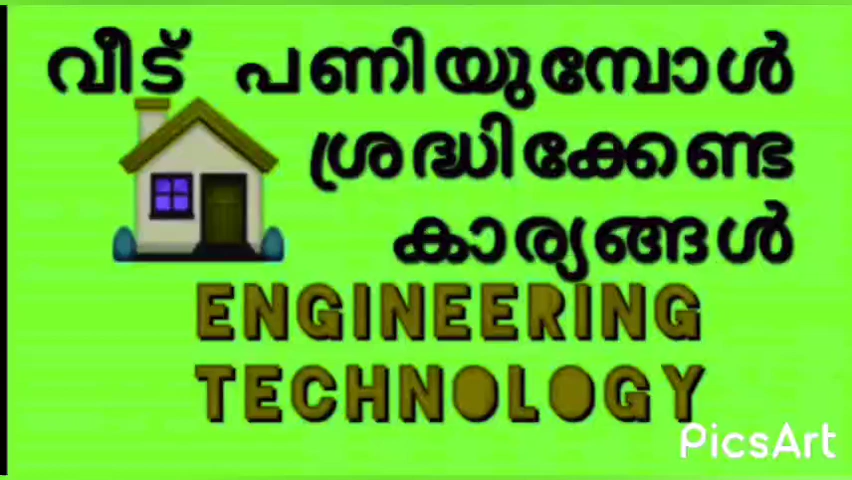 വീട് പണിയുമ്പോൾ
ശ്രദ്ധിക്കേണ്ട
കാര്യങ്ങൾ
ENGINEERING
TECHNOLOGY
PicsArt